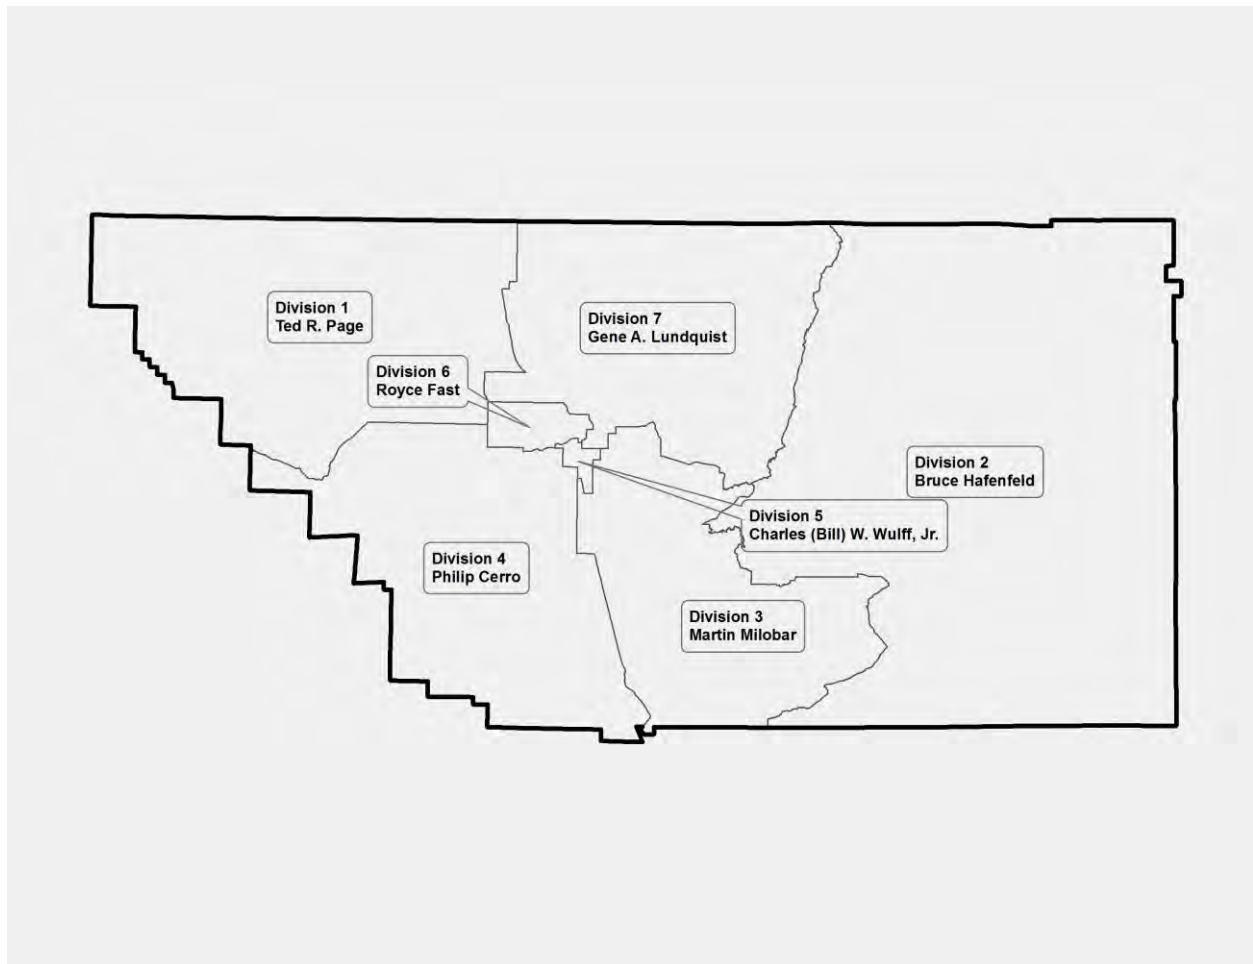 Division 1
Ted R. Page
Division 7
Gene A. Lundquist
Division 6
Royce Fast
Division 2
Bruce Hafenfeld
Division 5
Charles (Bill) W. Wulff, Jr.
Division 4
Philip Cerro
Division 3
Martin Milobar